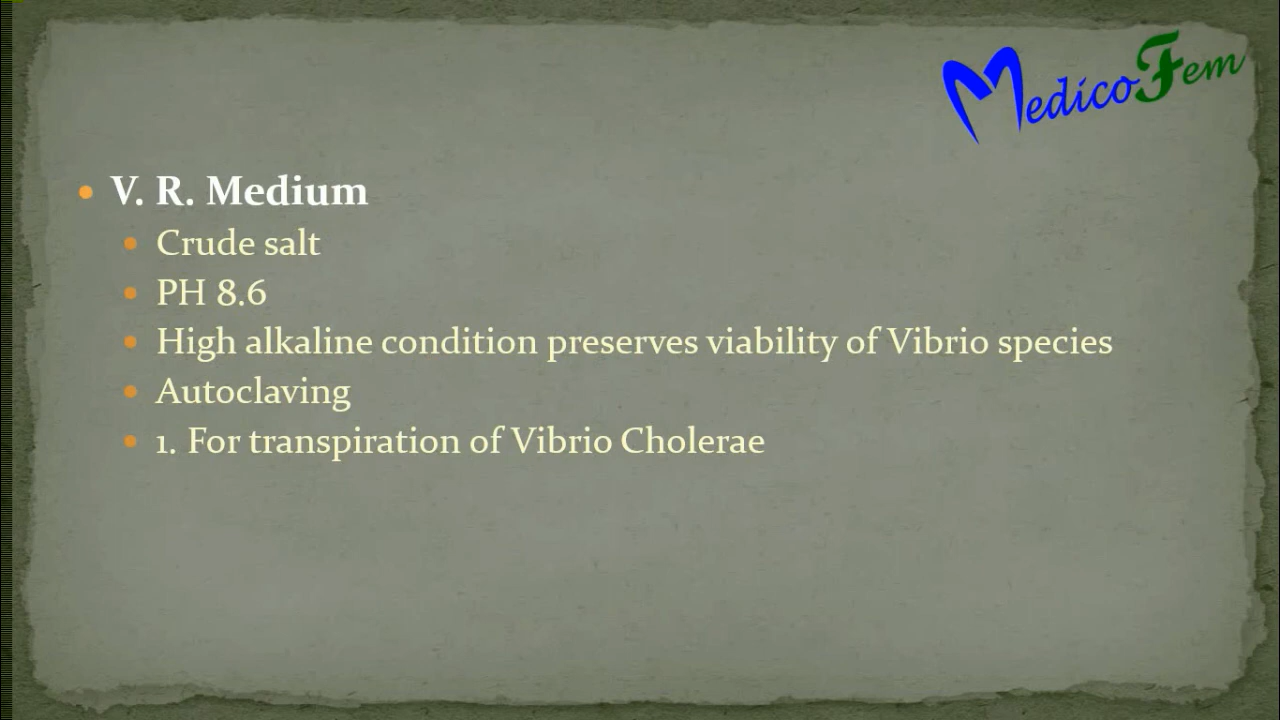 MedicoFem
V. R. Medium
Crude salt
PH 8.6
High alkaline condition preserves viability of Vibrio species
Autoclaving
1. For transpiration of Vibrio Cholerae